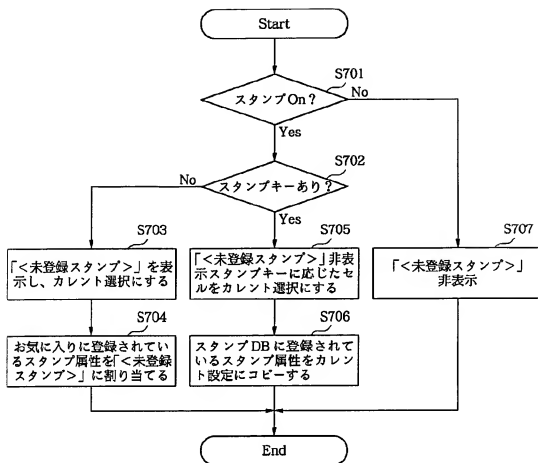 Start
S701
スタンプOn?
No
Yes
S702
スタンプキーあり?
No
Yes
S703
「<未登録スタンプ>」を表
示し、カレント選択にする
S705
「<未登録スタンプ>」非表
示スタンプキーに応じたセ
ルをカレント選択にする
S707
「<未登録スタンプ>」
非表示
S704
お気に入りに登録されてい
るスタンプ属性を「<未登録
スタンプ>」に割り当てる
S706
スタンプDBに登録されて
いるスタンプ属性をカレ
ント設定にコピーする
End